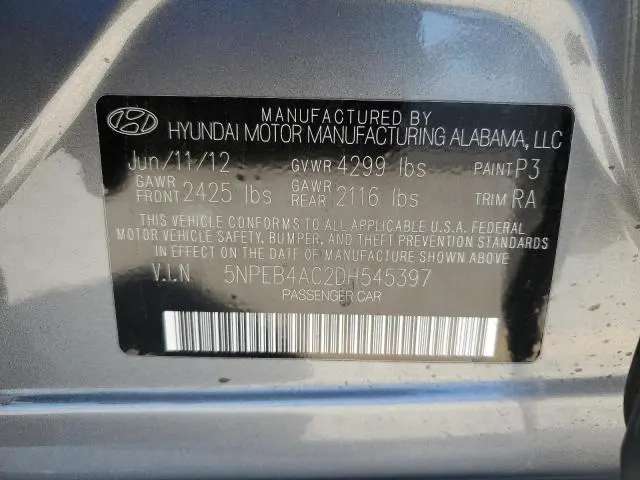 MANUFACTURED BY
HYUNDAI MOTOR MANUFACTURING ALABAMA, LLC
Jun/11/12 GVWR 4299 lbs PAINT P3
GAWR FRONT 2425 lbs GAWR REAR 2116 lbs TRIM RA
THIS VEHICLE CONFORMS TO ALL APPLICABLE U.S.A. FEDERAL
MOTOR VEHICLE SAFETY, BUMPER, AND THEFT PREVENTION STANDARDS
IN EFFECT ON THE DATE OF MANUFACTURE SHOWN ABOVE.
V.I.N 5NPEB4AC2DH545397
PASSENGER CAR